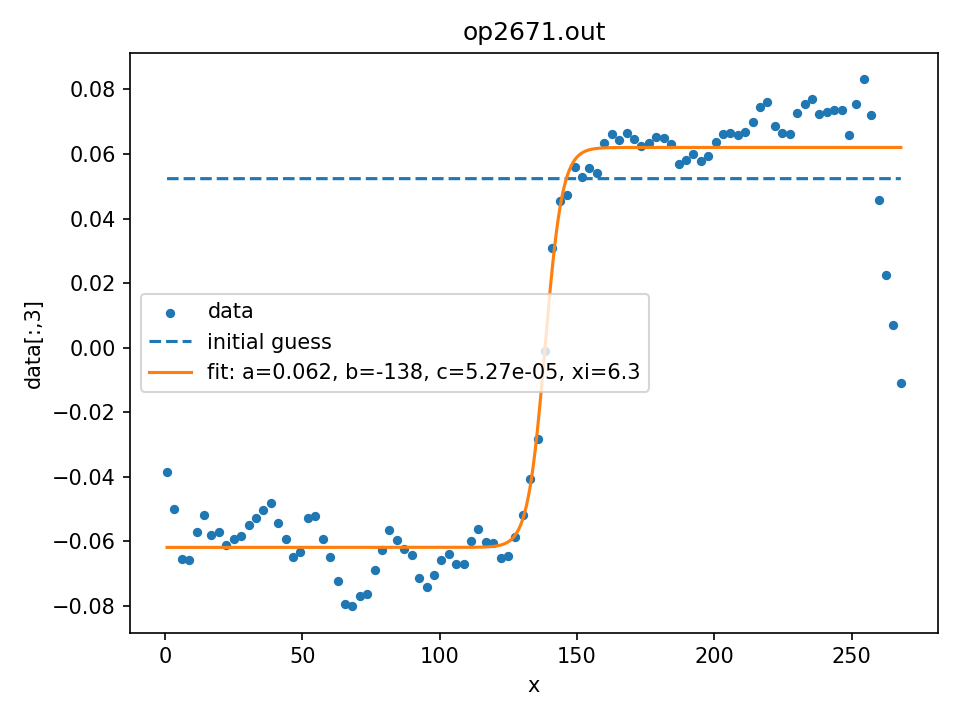 op2671.out
data[:,3]
0.08
0.06
0.04
0.02
0.00
−0.02
−0.04
−0.06
−0.08
data
initial guess
fit: a=0.062, b=-138, c=5.27e-05, xi=6.3
0 50 100 150 200 250
x